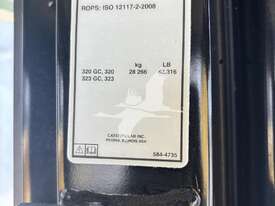 ROPS: ISO 12117-2-2008
kg LB
320 GC, 320 28 266 62,316
323 GC, 323
CATERPILLAR INC.
PEORIA, ILLINOIS, USA
584-4735